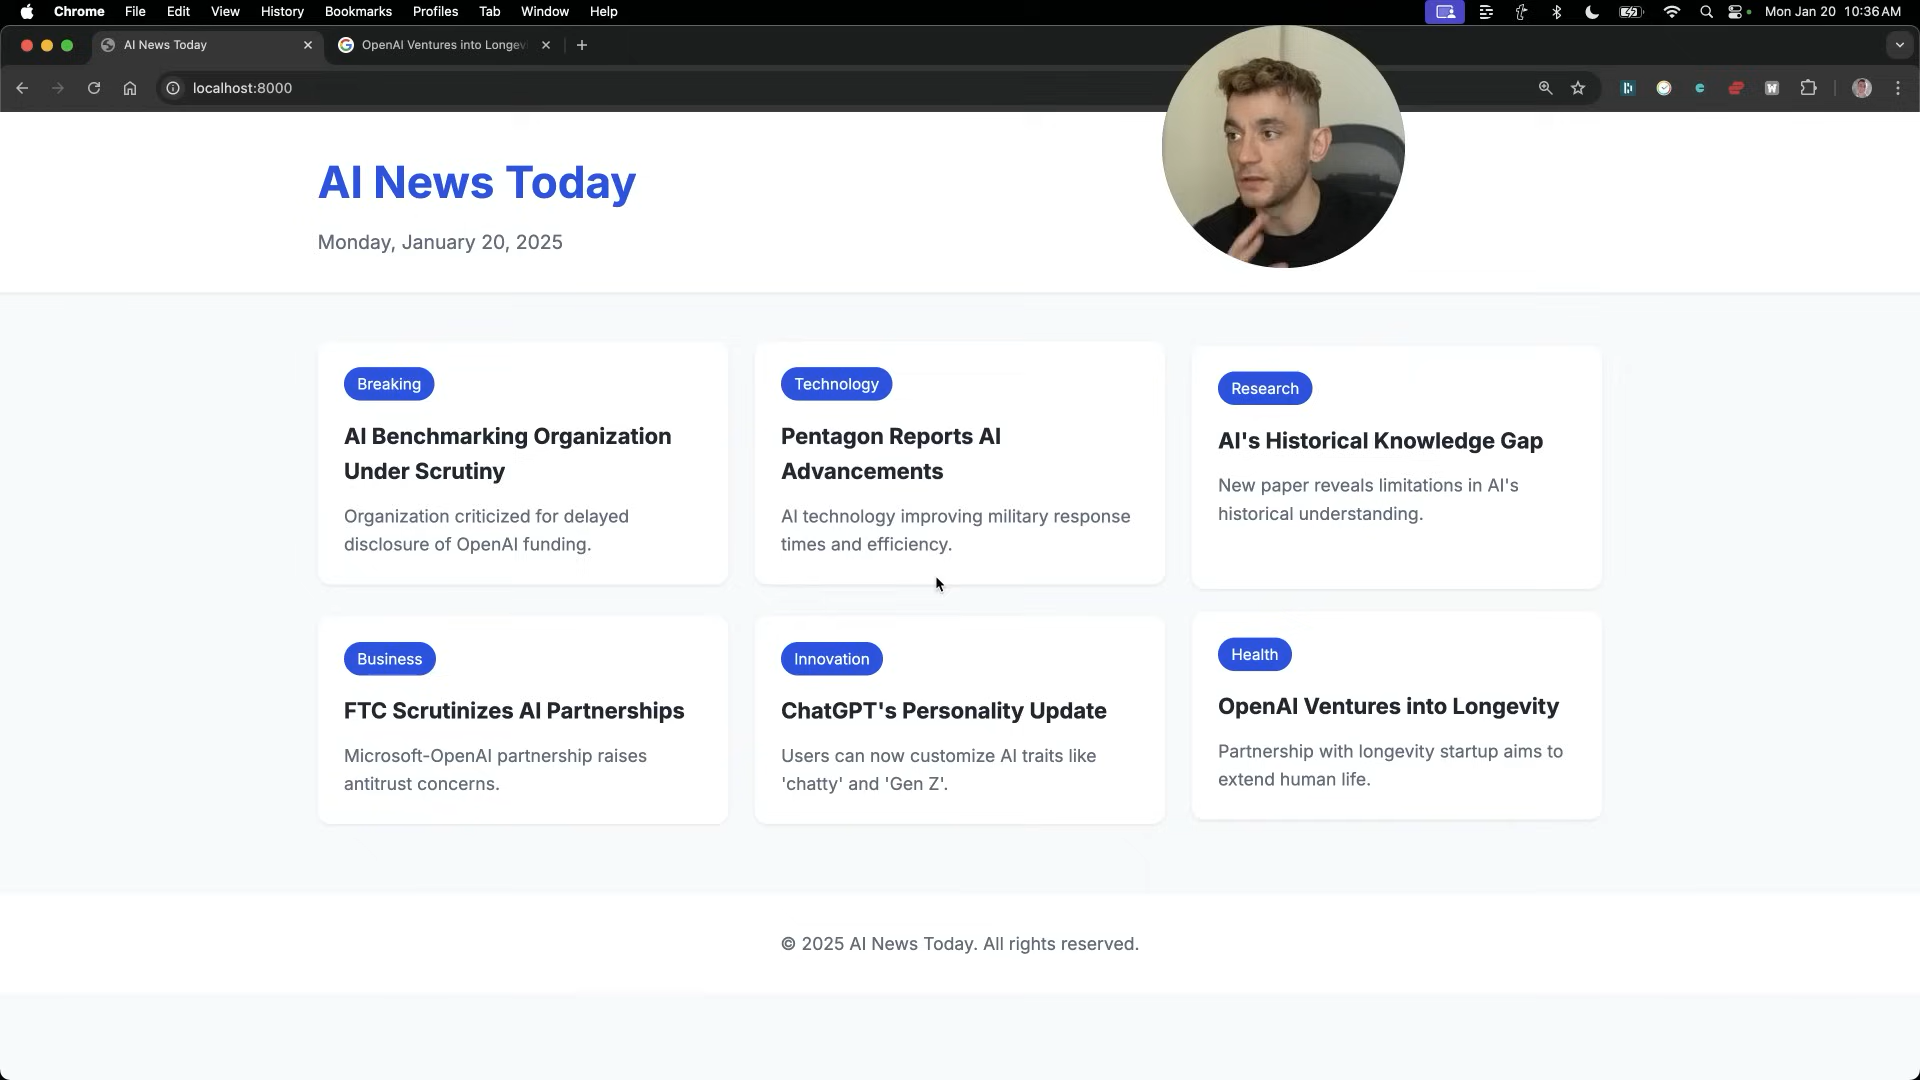 Chrome File Edit View History Bookmarks Profiles Tab Window Help Mon Jan 20 10:36 AM
AI News Today OpenAI Ventures into Longev
localhost:8000
AI News Today
Monday, January 20, 2025
Breaking
AI Benchmarking Organization
Under Scrutiny
Organization criticized for delayed
disclosure of OpenAI funding.
Technology
Pentagon Reports AI
Advancements
AI technology improving military response
times and efficiency.
Research
AI's Historical Knowledge Gap
New paper reveals limitations in AI's
historical understanding.
Business
FTC Scrutinizes AI Partnerships
Microsoft-OpenAI partnership raises
antitrust concerns.
Innovation
ChatGPT's Personality Update
Users can now customize AI traits like
'chatty' and 'Gen Z'.
Health
OpenAI Ventures into Longevity
Partnership with longevity startup aims to
extend human life.
© 2025 AI News Today. All rights reserved.